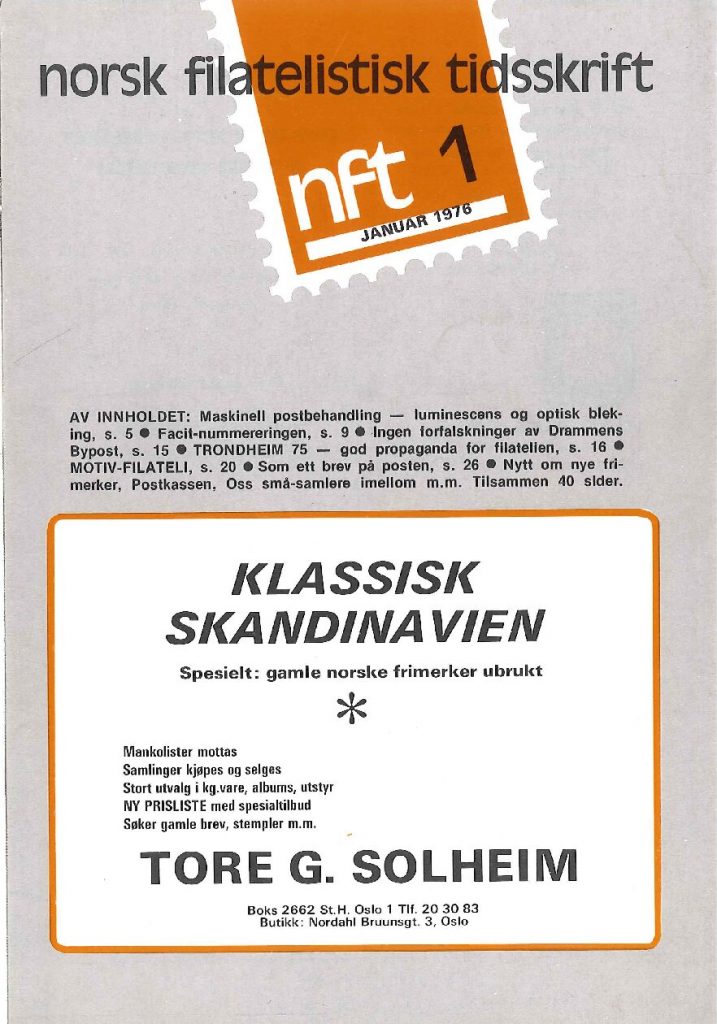 norsk filatelistisk tidsskrift
nft 1
JANUAR 1976
AV INNHOLDET: Maskinell postbehandling — luminescens og optisk blek-
ing, s. 5 ● Facit-nummereringen, s. 9 ● Ingen forfalskninger av Drammens
Bypost, s. 15 ● TRONDHEIM 75 — god propaganda for filatelien, s. 16 ●
MOTIV-FILATELI, s. 20 ● Som ett brev på posten, s. 26 ● Nytt om nye fri-
merker, Postkassen, Oss små-samlere imellom m.m. Tilsammen 40 sider.
KLASSISK
SKANDINAVIEN
Spesielt: gamle norske frimerker ubrukt
*
Mankolister mottas
Samlinger kjøpes og selges
Stort utvalg i kg.vare, albums, utstyr
NY PRISLISTE med spesialtilbud
Søker gamle brev, stempler m.m.
TORE G. SOLHEIM
Boks 2662 St.H. Oslo 1 Tlf. 20 30 83
Butikk: Nordahl Bruunsgt. 3, Oslo